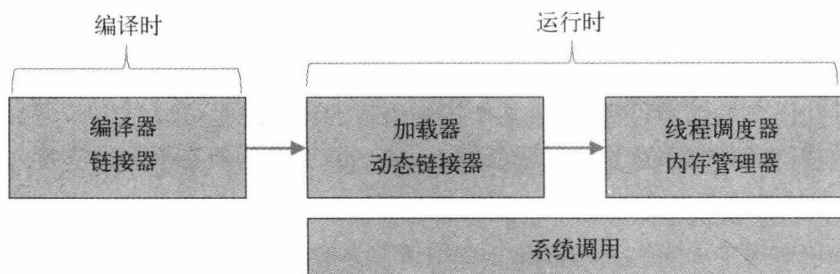 编译时
运行时
编译器
链接器
加载器
动态链接器
线程调度器
内存管理器
系统调用